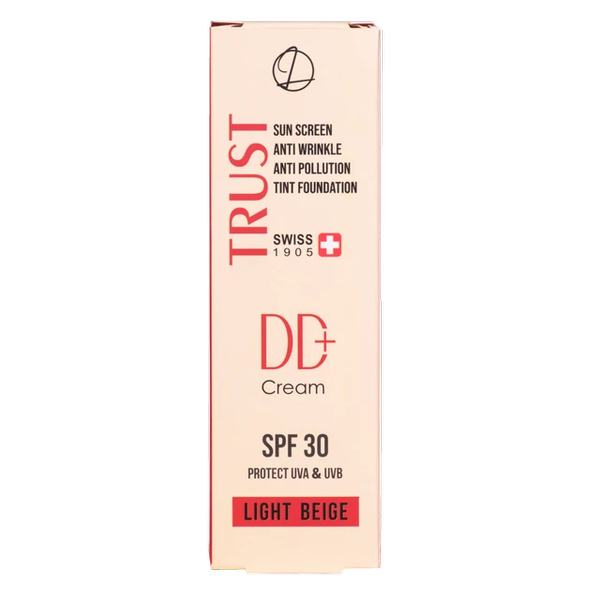 TRUST
SUN SCREEN
ANTI WRINKLE
ANTI POLLUTION
TINT FOUNDATION
SWISS
1905
DD+
Cream
SPF 30
PROTECT UVA & UVB
LIGHT BEIGE